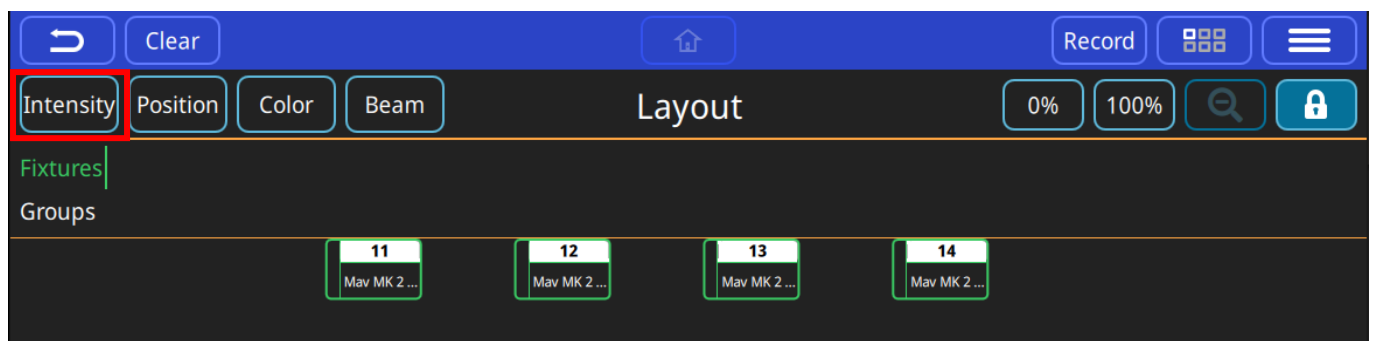 Clear Record
Intensity Position Color Beam Layout 0% 100%
Fixtures
Groups
11 12 13 14
Mav MK 2 ... Mav MK 2 ... Mav MK 2 ... Mav MK 2 ...